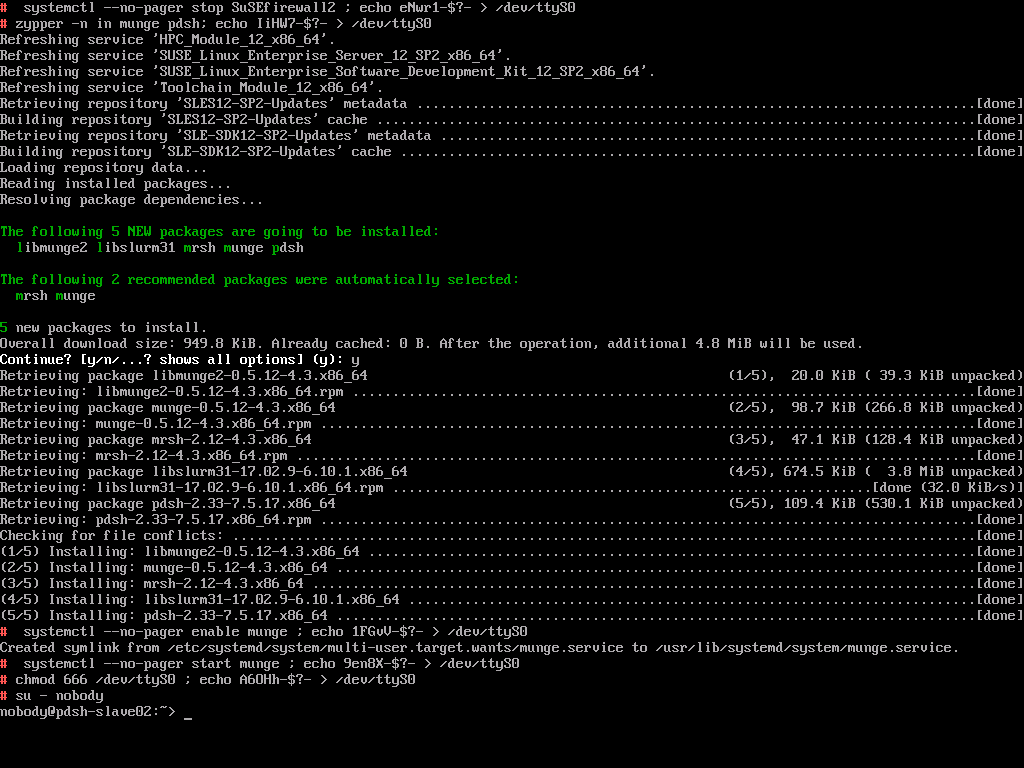 #  systemctl --no-pager stop SuSEfirewall2 ; echo eNwr1-$?- > /dev/ttyS0
# zypper -n in munge pdsh; echo IiHW7-$?- > /dev/ttyS0
Refreshing service 'HPC_Module_12_x86_64'.
Refreshing service 'SUSE_Linux_Enterprise_Server_12_SP2_x86_64'.
Refreshing service 'SUSE_Linux_Enterprise_Software_Development_Kit_12_SP2_x86_64'.
Refreshing service 'Toolchain_Module_12_x86_64'.
Retrieving repository 'SLES12-SP2-Updates' metadata ......................................................................[done]
Building repository 'SLES12-SP2-Updates' cache ...........................................................................[done]
Retrieving repository 'SLE-SDK12-SP2-Updates' metadata ...................................................................[done]
Building repository 'SLE-SDK12-SP2-Updates' cache ........................................................................[done]
Loading repository data...
Reading installed packages...
Resolving package dependencies...
The following 5 NEW packages are going to be installed:
  libmunge2 libslurm31 mrsh munge pdsh
The following 2 recommended packages were automatically selected:
  mrsh munge
5 new packages to install.
Overall download size: 949.8 KiB. Already cached: 0 B. After the operation, additional 4.8 MiB will be used.
Continue? [y/n/...? shows all options] (y): y
Retrieving package libmunge2-0.5.12-4.3.x86_64                                             (1/5),  20.0 KiB ( 39.3 KiB unpacked)
Retrieving: libmunge2-0.5.12-4.3.x86_64.rpm ..............................................................................[done]
Retrieving package munge-0.5.12-4.3.x86_64                                                 (2/5),  98.7 KiB (266.8 KiB unpacked)
Retrieving: munge-0.5.12-4.3.x86_64.rpm ..................................................................................[done]
Retrieving package mrsh-2.12-4.3.x86_64                                                    (3/5),  47.1 KiB (128.4 KiB unpacked)
Retrieving: mrsh-2.12-4.3.x86_64.rpm .....................................................................................[done]
Retrieving package libslurm31-17.02.9-6.10.1.x86_64                                        (4/5), 674.5 KiB (  3.8 MiB unpacked)
Retrieving: libslurm31-17.02.9-6.10.1.x86_64.rpm ............................................................[done (32.0 KiB/s)]
Retrieving package pdsh-2.33-7.5.17.x86_64                                                 (5/5), 109.4 KiB (530.1 KiB unpacked)
Retrieving: pdsh-2.33-7.5.17.x86_64.rpm ..................................................................................[done]
Checking for file conflicts: .............................................................................................[done]
(1/5) Installing: libmunge2-0.5.12-4.3.x86_64 ............................................................................[done]
(2/5) Installing: munge-0.5.12-4.3.x86_64 ................................................................................[done]
(3/5) Installing: mrsh-2.12-4.3.x86_64 ...................................................................................[done]
(4/5) Installing: libslurm31-17.02.9-6.10.1.x86_64 .......................................................................[done]
(5/5) Installing: pdsh-2.33-7.5.17.x86_64 ................................................................................[done]
#  systemctl --no-pager enable munge ; echo 1FGvV-$?- > /dev/ttyS0
Created symlink from /etc/systemd/system/multi-user.target.wants/munge.service to /usr/lib/systemd/system/munge.service.
#  systemctl --no-pager start munge ; echo 9en8X-$?- > /dev/ttyS0
# chmod 666 /dev/ttyS0 ; echo A6OHh-$?- > /dev/ttyS0
# su - nobody
nobody@pdsh-slave02:~> _